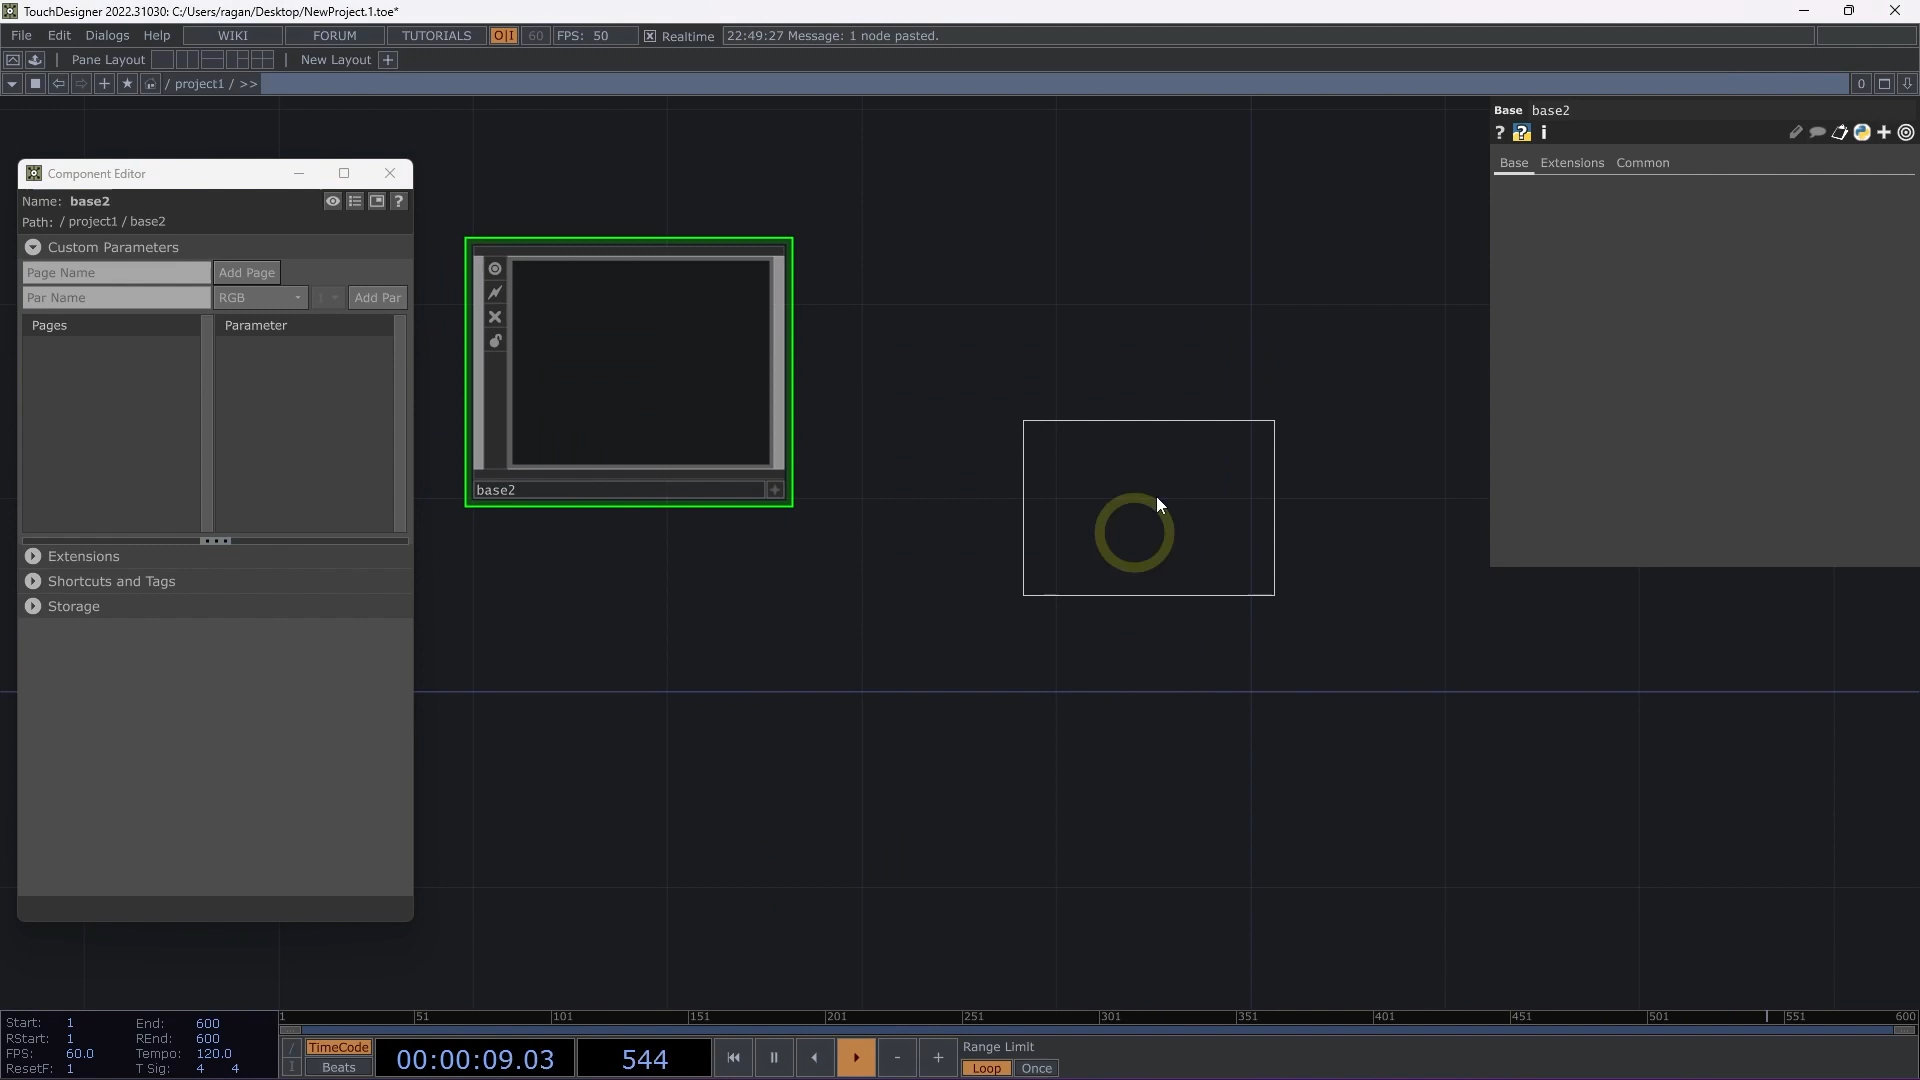 TouchDesigner 2022.31030: C:/Users/ragan/Desktop/NewProject.1.toe*
File Edit Dialogs Help WIKI FORUM TUTORIALS O|I 60 FPS: 50 Realtime 22:49:27 Message: 1 node pasted.
Pane Layout New Layout +
/ project1 / >> 0
Base base2
? ? i
Base Extensions Common
Component Editor
Name: base2 ?
Path: / project1 / base2
Custom Parameters
Page Name Add Page
Par Name RGB 1 Add Par
Pages Parameter
Extensions
Shortcuts and Tags
Storage
base2 +
Start: 1 End: 600
RStart: 1 REnd: 600
FPS: 60.0 Tempo: 120.0
ResetF: 1 T Sig: 4 4
1 51 101 151 201 251 301 351 401 451 501 551 600
/ TimeCode
I Beats
00:00:09.03 544 - +
Range Limit
Loop Once